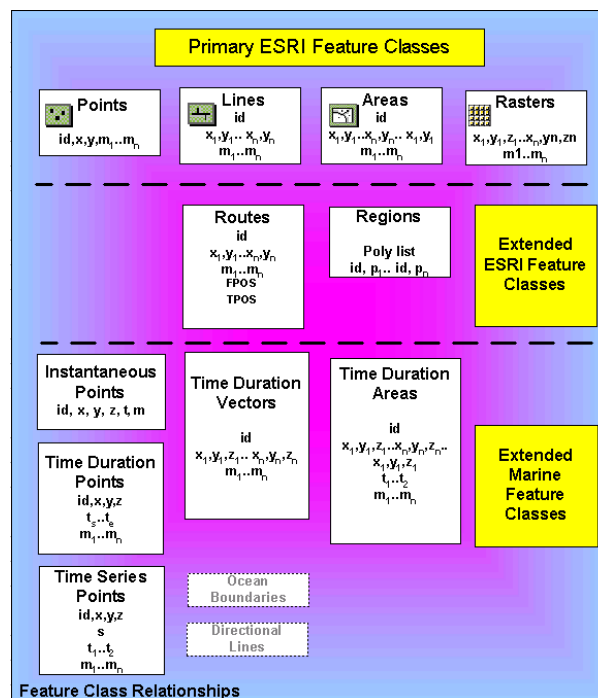 Primary ESRI Feature Classes
Points
id,x,y,m₁..mₙ
Lines
id
x₁,y₁.. xₙ,yₙ
m₁..mₙ
Areas
id
x₁,y₁..xₙ,yₙ.. x₁,y₁
m₁..mₙ
Rasters
x₁,y₁,z₁..xₙ,yn,zn
m1..mₙ
Routes
id
x₁,y₁..xₙ,yₙ
m₁..mₙ
FPOS
TPOS
Regions
Poly list
id, p₁.. id, pₙ
Extended
ESRI Feature
Classes
Instantaneous
Points
id, x, y, z, t, m
Time Duration
Points
id,x,y,z
tₛ..tₑ
m₁..mₙ
Time Series
Points
id,x,y,z
s
t₁..t₂
m₁..mₙ
Time Duration
Vectors
id
x₁,y₁,z₁.. xₙ,yₙ,zₙ
m₁..mₙ
Ocean
Boundaries
Directional
Lines
Time Duration
Areas
id
x₁,y₁,z₁..xₙ,yₙ,zₙ..
x₁,y₁,z₁
t₁..t₂
m₁..mₙ
Extended
Marine
Feature
Classes
Feature Class Relationships